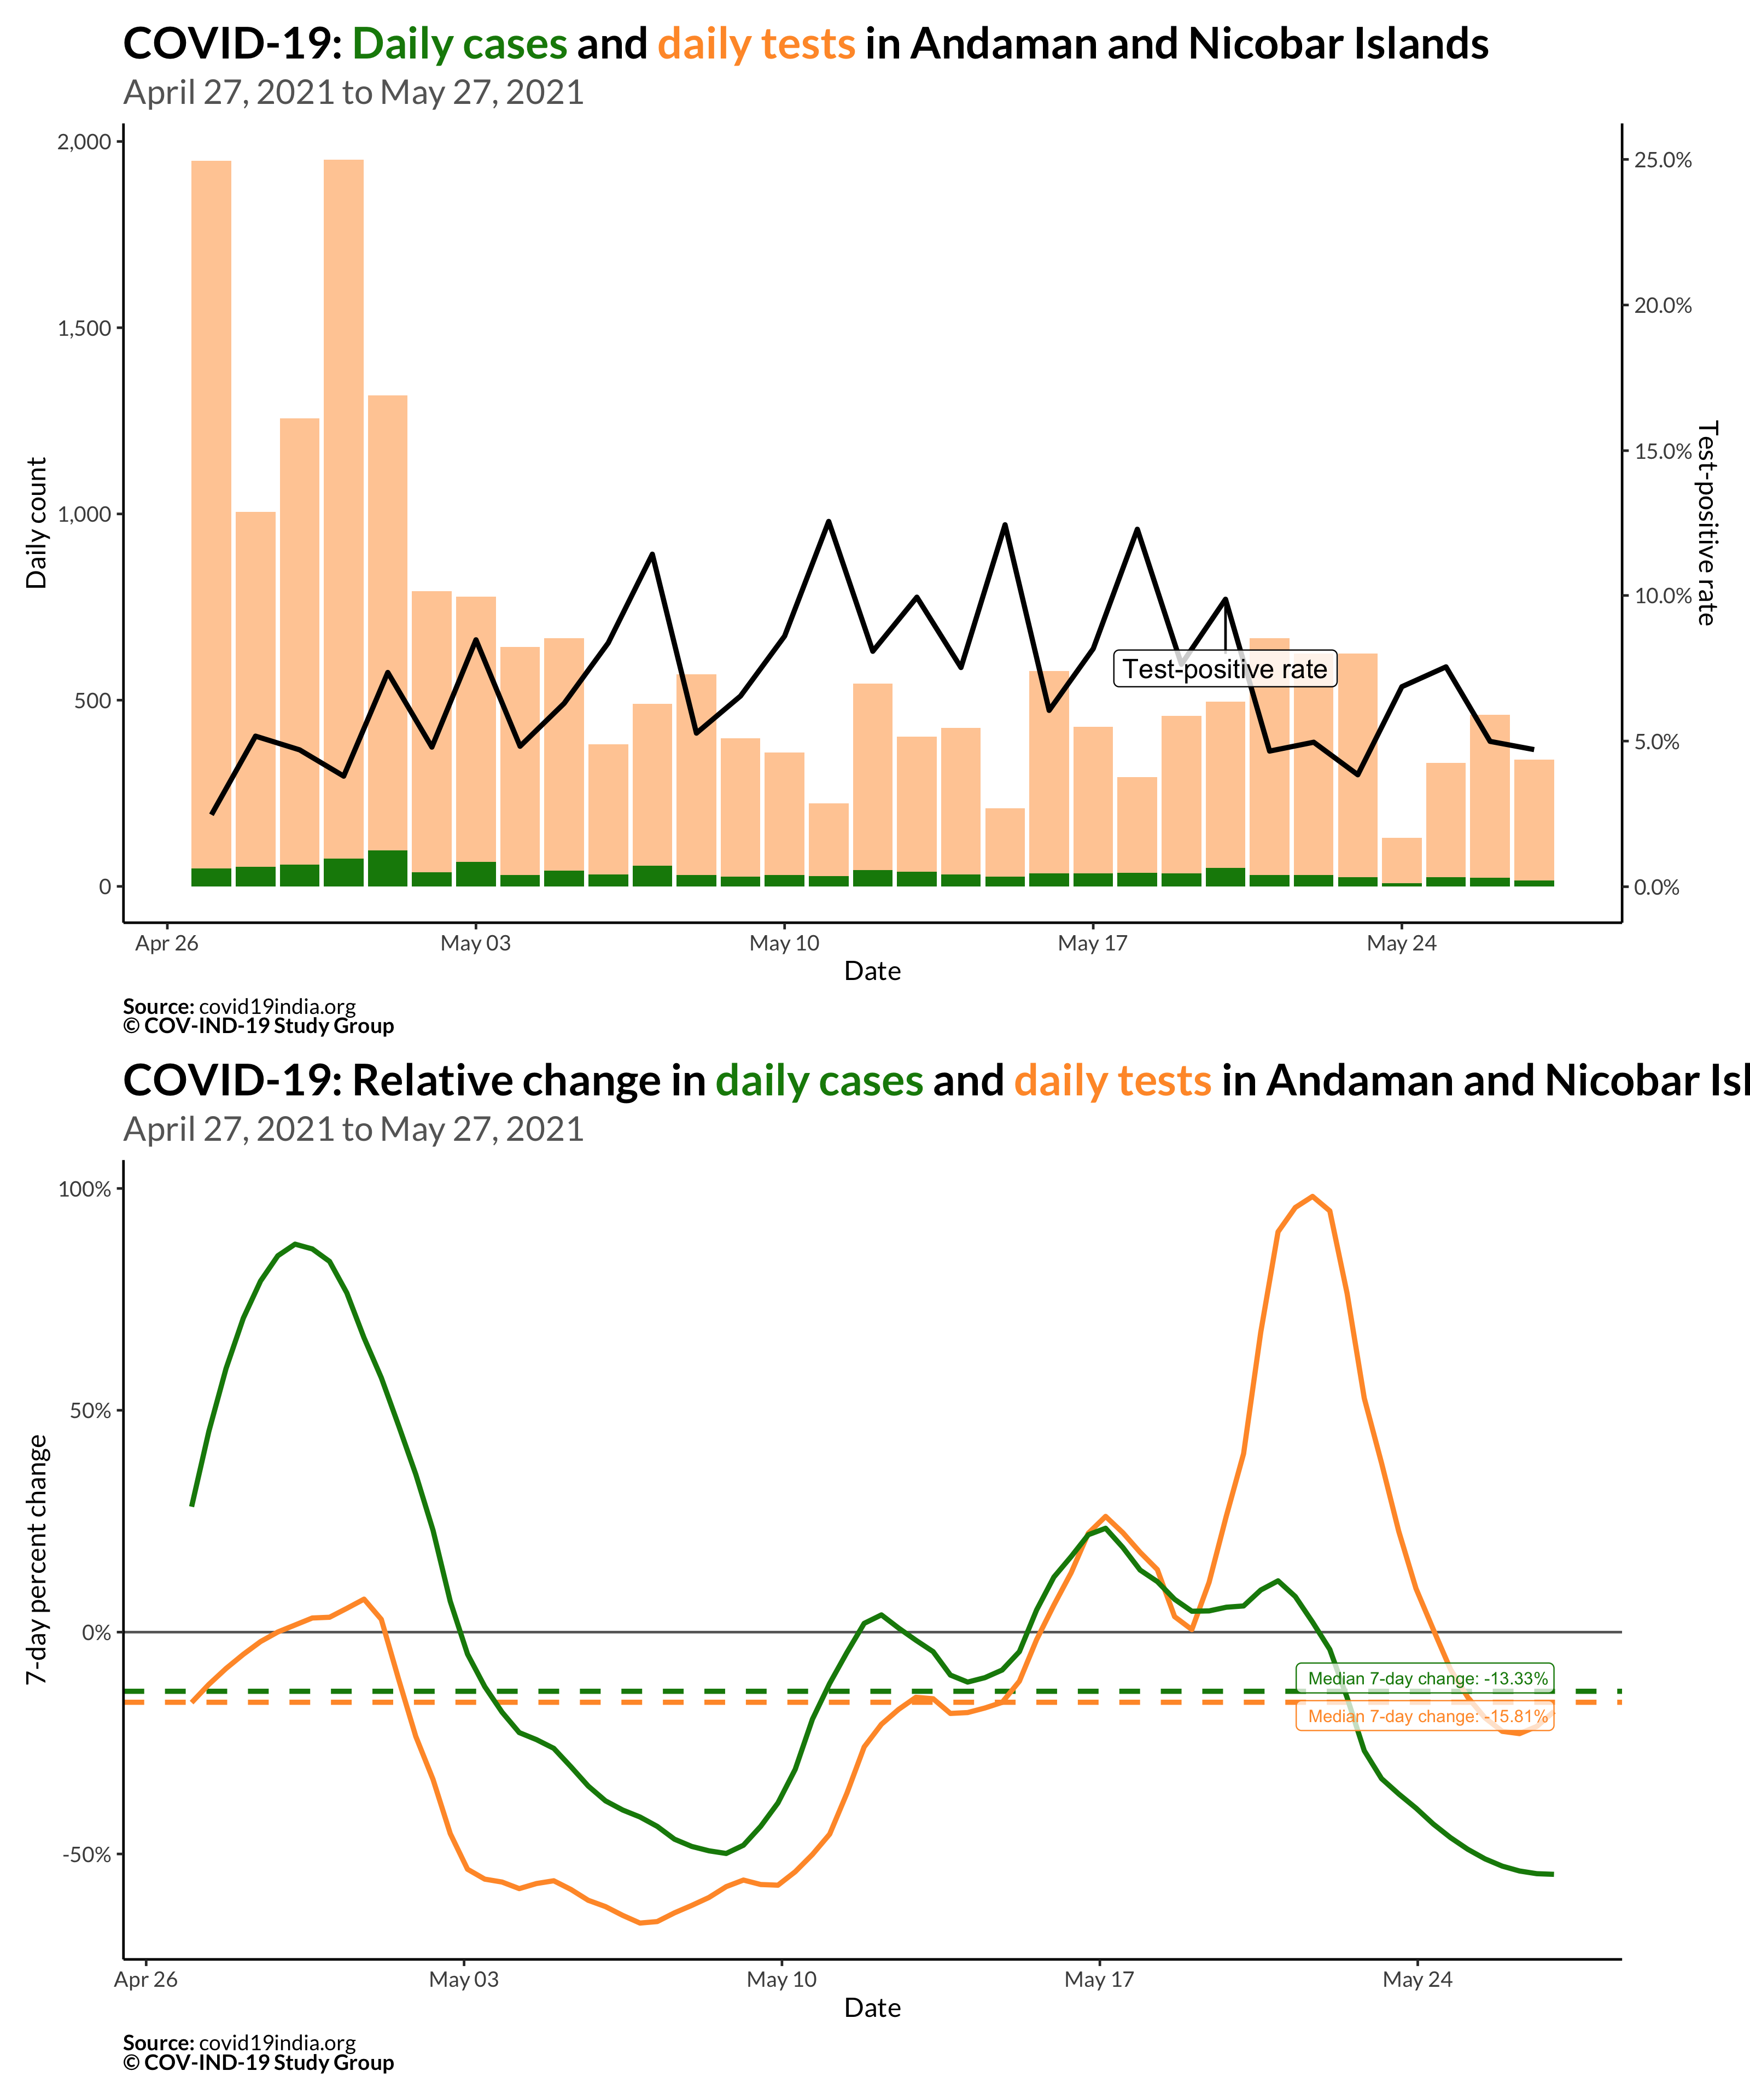 COVID-19: Daily cases and daily tests in Andaman and Nicobar Islands
April 27, 2021 to May 27, 2021
2,000
1,500
1,000
500
0
Daily count
25.0%
20.0%
15.0%
10.0%
5.0%
0.0%
Test-positive rate
Test-positive rate
Apr 26
May 03
May 10
May 17
May 24
Date
Source: covid19india.org
© COV-IND-19 Study Group
COVID-19: Relative change in daily cases and daily tests in Andaman and Nicobar Isl
April 27, 2021 to May 27, 2021
100%
50%
0%
-50%
7-day percent change
Median 7-day change: -13.33%
Median 7-day change: -15.81%
Apr 26
May 03
May 10
May 17
May 24
Date
Source: covid19india.org
© COV-IND-19 Study Group